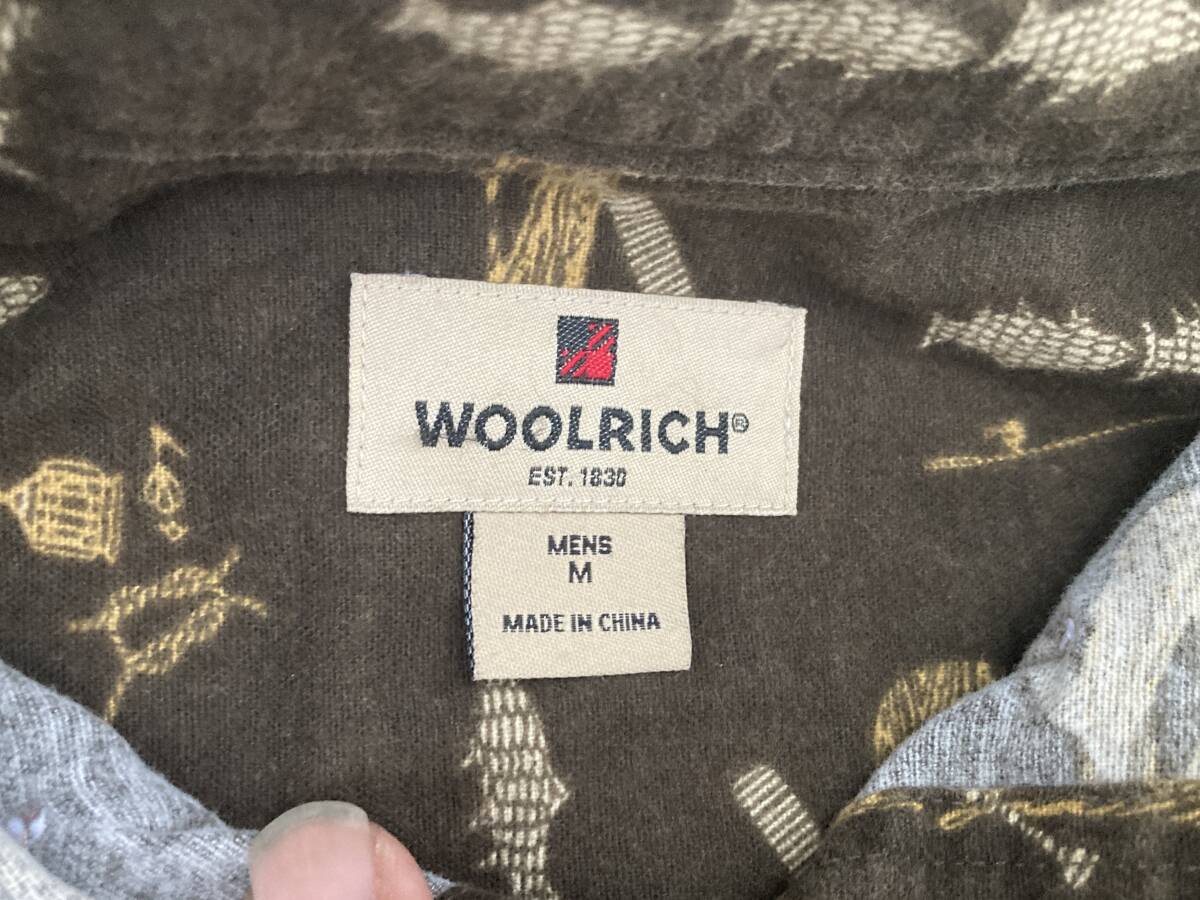 WOOLRICH®
EST. 1830
MENS
M
MADE IN CHINA